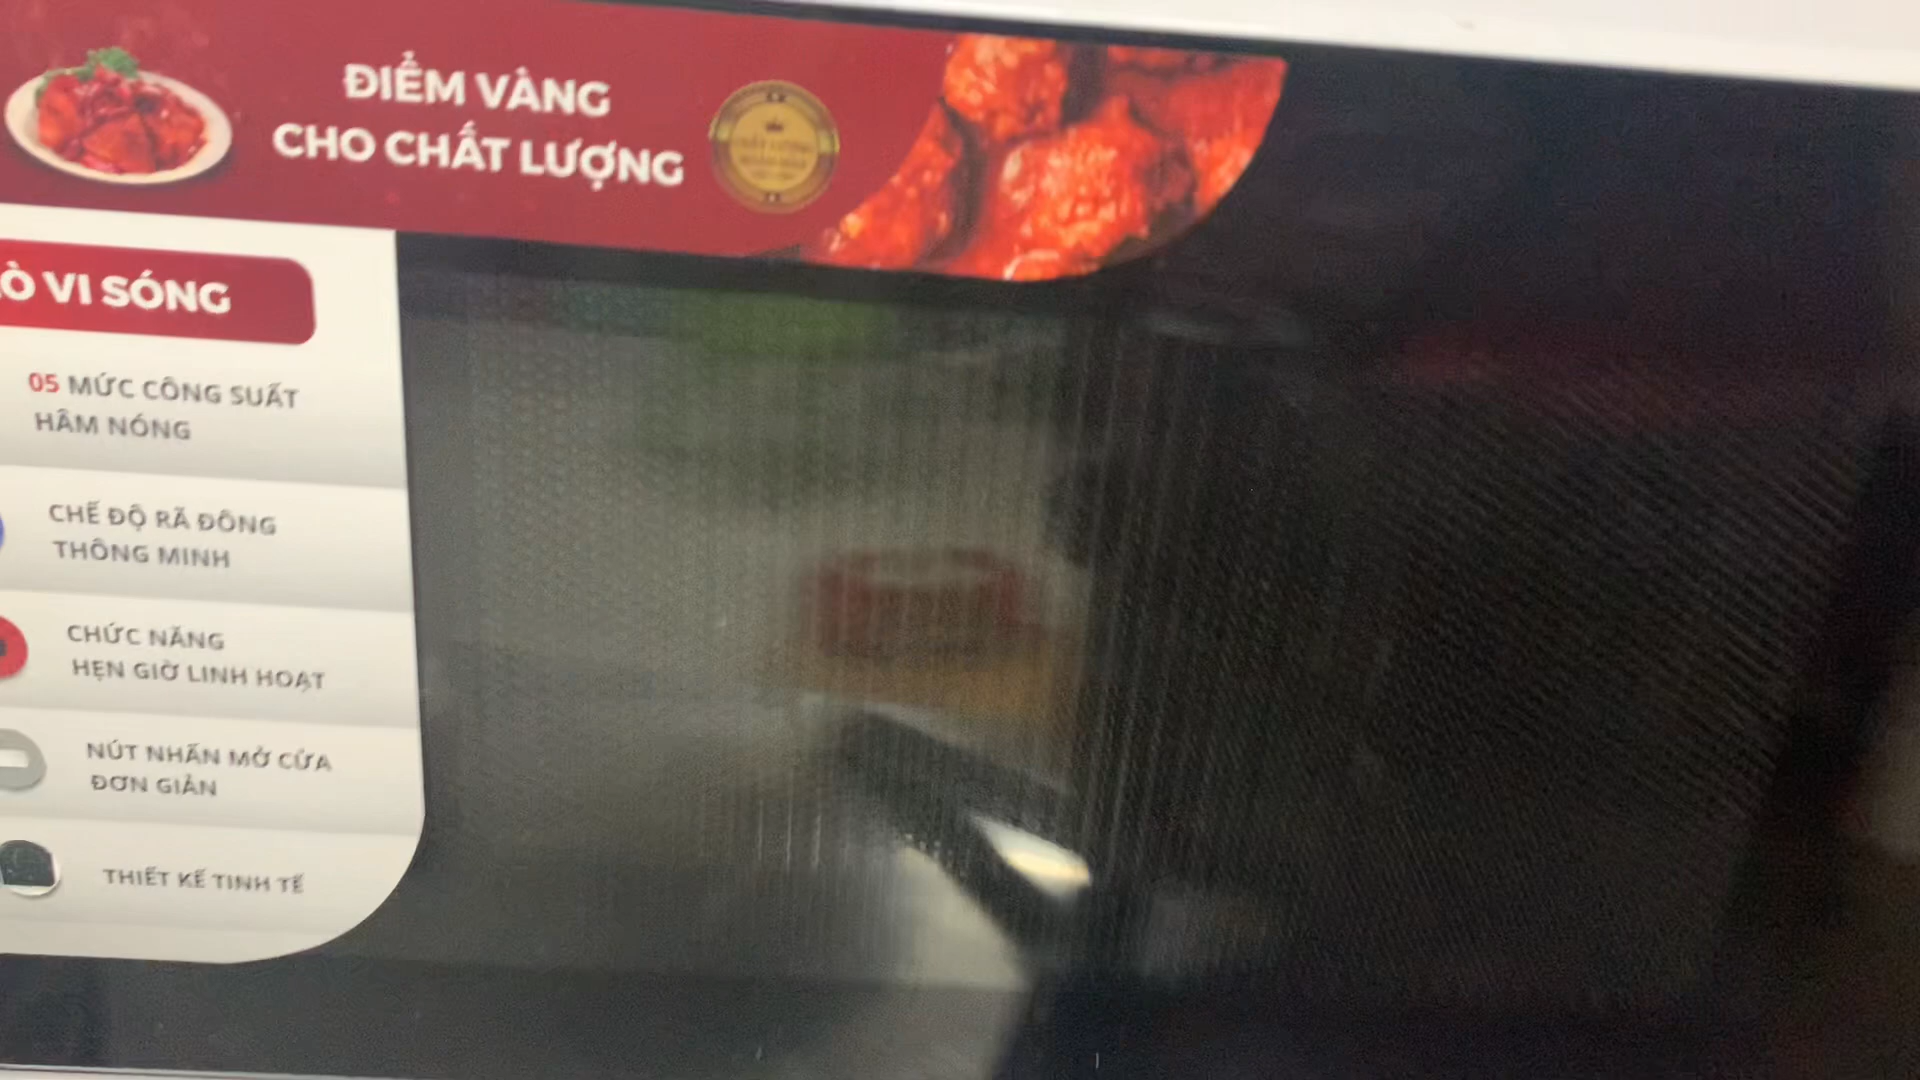 ĐIỂM VÀNG
CHO CHẤT LƯỢNG
LÒ VI SÓNG
05 MỨC CÔNG SUẤT
HÂM NÓNG
CHẾ ĐỘ RÃ ĐÔNG
THÔNG MINH
CHỨC NĂNG
HẸN GIỜ LINH HOẠT
NÚT NHẤN MỞ CỬA
ĐƠN GIẢN
THIẾT KẾ TINH TẾ